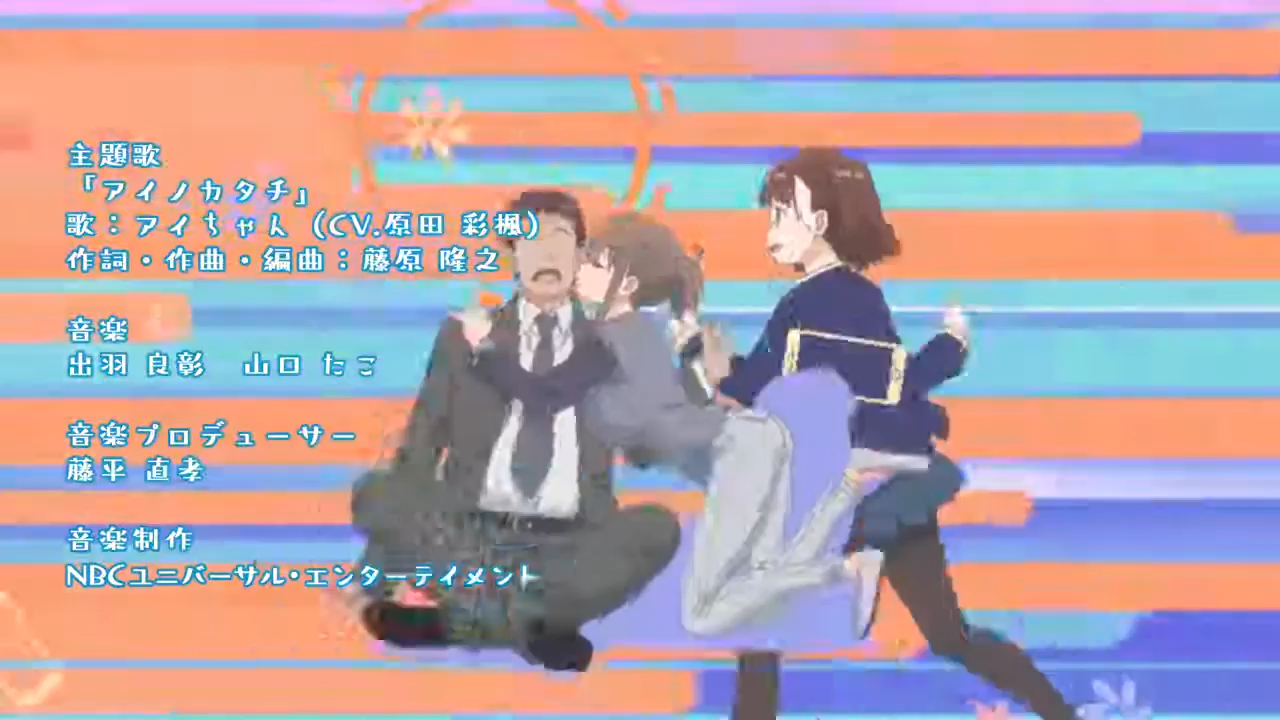 主題歌
「アイノカタチ」
歌：アイちゃん（CV.原田 彩楓）
作詞・作曲・編曲：藤原 隆之
音楽
出羽 良彰　山口 たこ
音楽プロデューサー
藤平 直孝
音楽制作
NBCユニバーサル・エンターテイメント